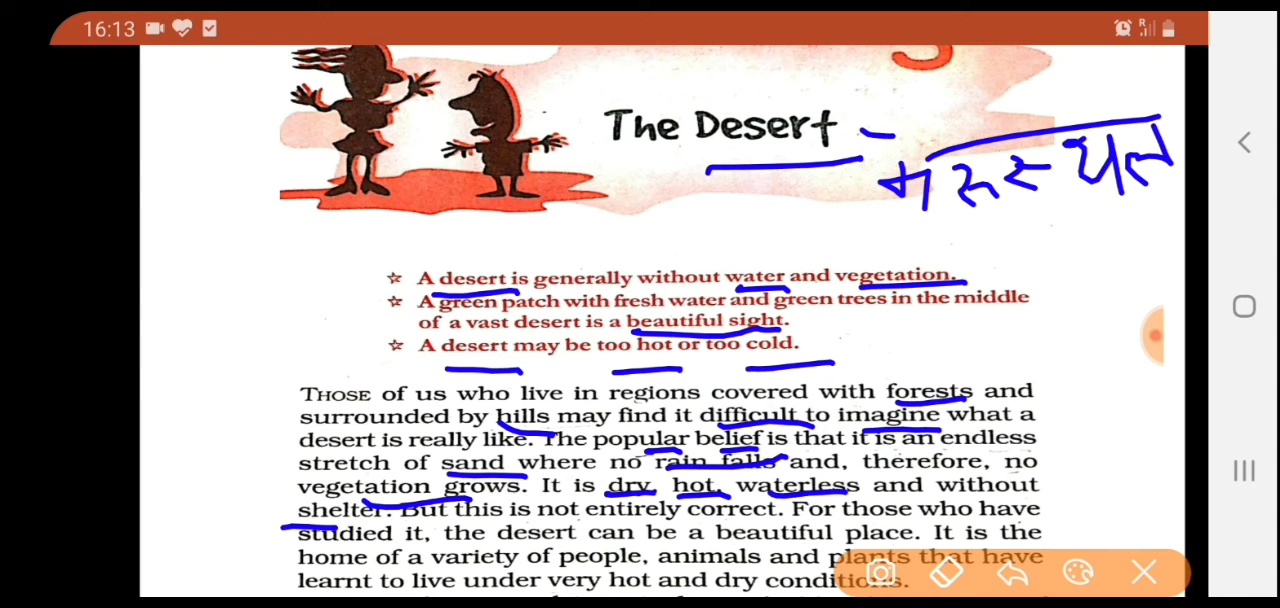 16:13
The Desert - मरुस्थल
☆ A desert is generally without water and vegetation.
☆ A green patch with fresh water and green trees in the middle
of a vast desert is a beautiful sight.
☆ A desert may be too hot or too cold.
THOSE of us who live in regions covered with forests and
surrounded by hills may find it difficult to imagine what a
desert is really like. The popular belief is that it is an endless
stretch of sand where no rain falls and, therefore, no
vegetation grows. It is dry, hot, waterless and without
shelter. But this is not entirely correct. For those who have
studied it, the desert can be a beautiful place. It is the
home of a variety of people, animals and plants that have
learnt to live under very hot and dry conditions.